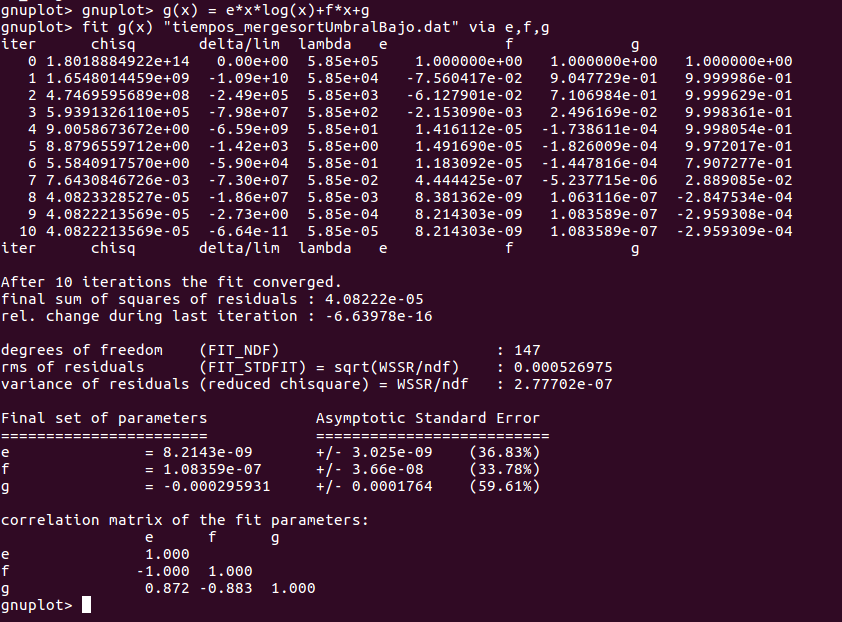 gnuplot> gnuplot> g(x) = e*x*log(x)+f*x+g
gnuplot> fit g(x) "tiempos_mergesortUmbralBajo.dat" via e,f,g
iter      chisq       delta/lim  lambda   e             f             g
   0 1.8018884922e+14   0.00e+00  5.85e+05    1.000000e+00   1.000000e+00   1.000000e+00
   1 1.6548014459e+09  -1.09e+10  5.85e+04   -7.560417e-02   9.047729e-01   9.999986e-01
   2 4.7469595689e+08  -2.49e+05  5.85e+03   -6.127901e-02   7.106984e-01   9.999629e-01
   3 5.9391326110e+05  -7.98e+07  5.85e+02   -2.153090e-03   2.496169e-02   9.998361e-01
   4 9.0058673672e+00  -6.59e+09  5.85e+01    1.416112e-05  -1.738611e-04   9.998054e-01
   5 8.8796559712e+00  -1.42e+03  5.85e+00    1.491690e-05  -1.826009e-04   9.972017e-01
   6 5.5840917570e+00  -5.90e+04  5.85e-01    1.183092e-05  -1.447816e-04   7.907277e-01
   7 7.6430846726e-03  -7.30e+07  5.85e-02    4.444425e-07  -5.237715e-06   2.889085e-02
   8 4.0823328527e-05  -1.86e+07  5.85e-03    8.381362e-09   1.063116e-07  -2.847534e-04
   9 4.0822213569e-05  -2.73e+00  5.85e-04    8.214303e-09   1.083589e-07  -2.959308e-04
  10 4.0822213569e-05  -6.64e-11  5.85e-05    8.214303e-09   1.083589e-07  -2.959309e-04
iter      chisq       delta/lim  lambda   e             f             g
After 10 iterations the fit converged.
final sum of squares of residuals : 4.08222e-05
rel. change during last iteration : -6.63978e-16
degrees of freedom    (FIT_NDF)                        : 147
rms of residuals      (FIT_STDFIT) = sqrt(WSSR/ndf)    : 0.000526975
variance of residuals (reduced chisquare) = WSSR/ndf   : 2.77702e-07
Final set of parameters            Asymptotic Standard Error
=======================            ==========================
e               = 8.2143e-09       +/- 3.025e-09    (36.83%)
f               = 1.08359e-07      +/- 3.66e-08     (33.78%)
g               = -0.000295931     +/- 0.0001764    (59.61%)
correlation matrix of the fit parameters:
                e      f      g
e               1.000
f              -1.000  1.000
g               0.872 -0.883  1.000
gnuplot>